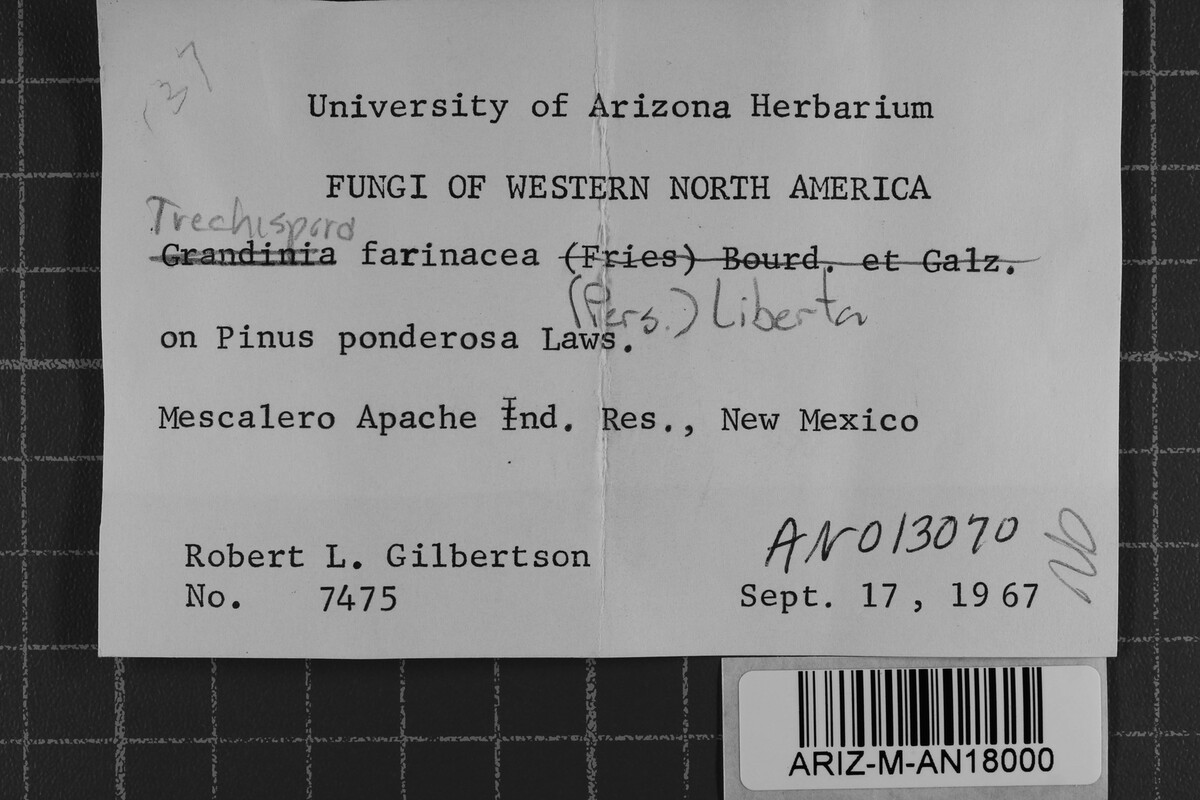 University of Arizona Herbarium
FUNGI OF WESTERN NORTH AMERICA
Trechispora
Grandinia farinacea (Fries) Bourd. et Galz.
(Pers.) Liberta
on Pinus ponderosa Laws.
Mescalero Apache Ind. Res., New Mexico
AN013070
Robert L. Gilbertson
No. 7475
Sept. 17, 1967
ARIZ-M-AN18000